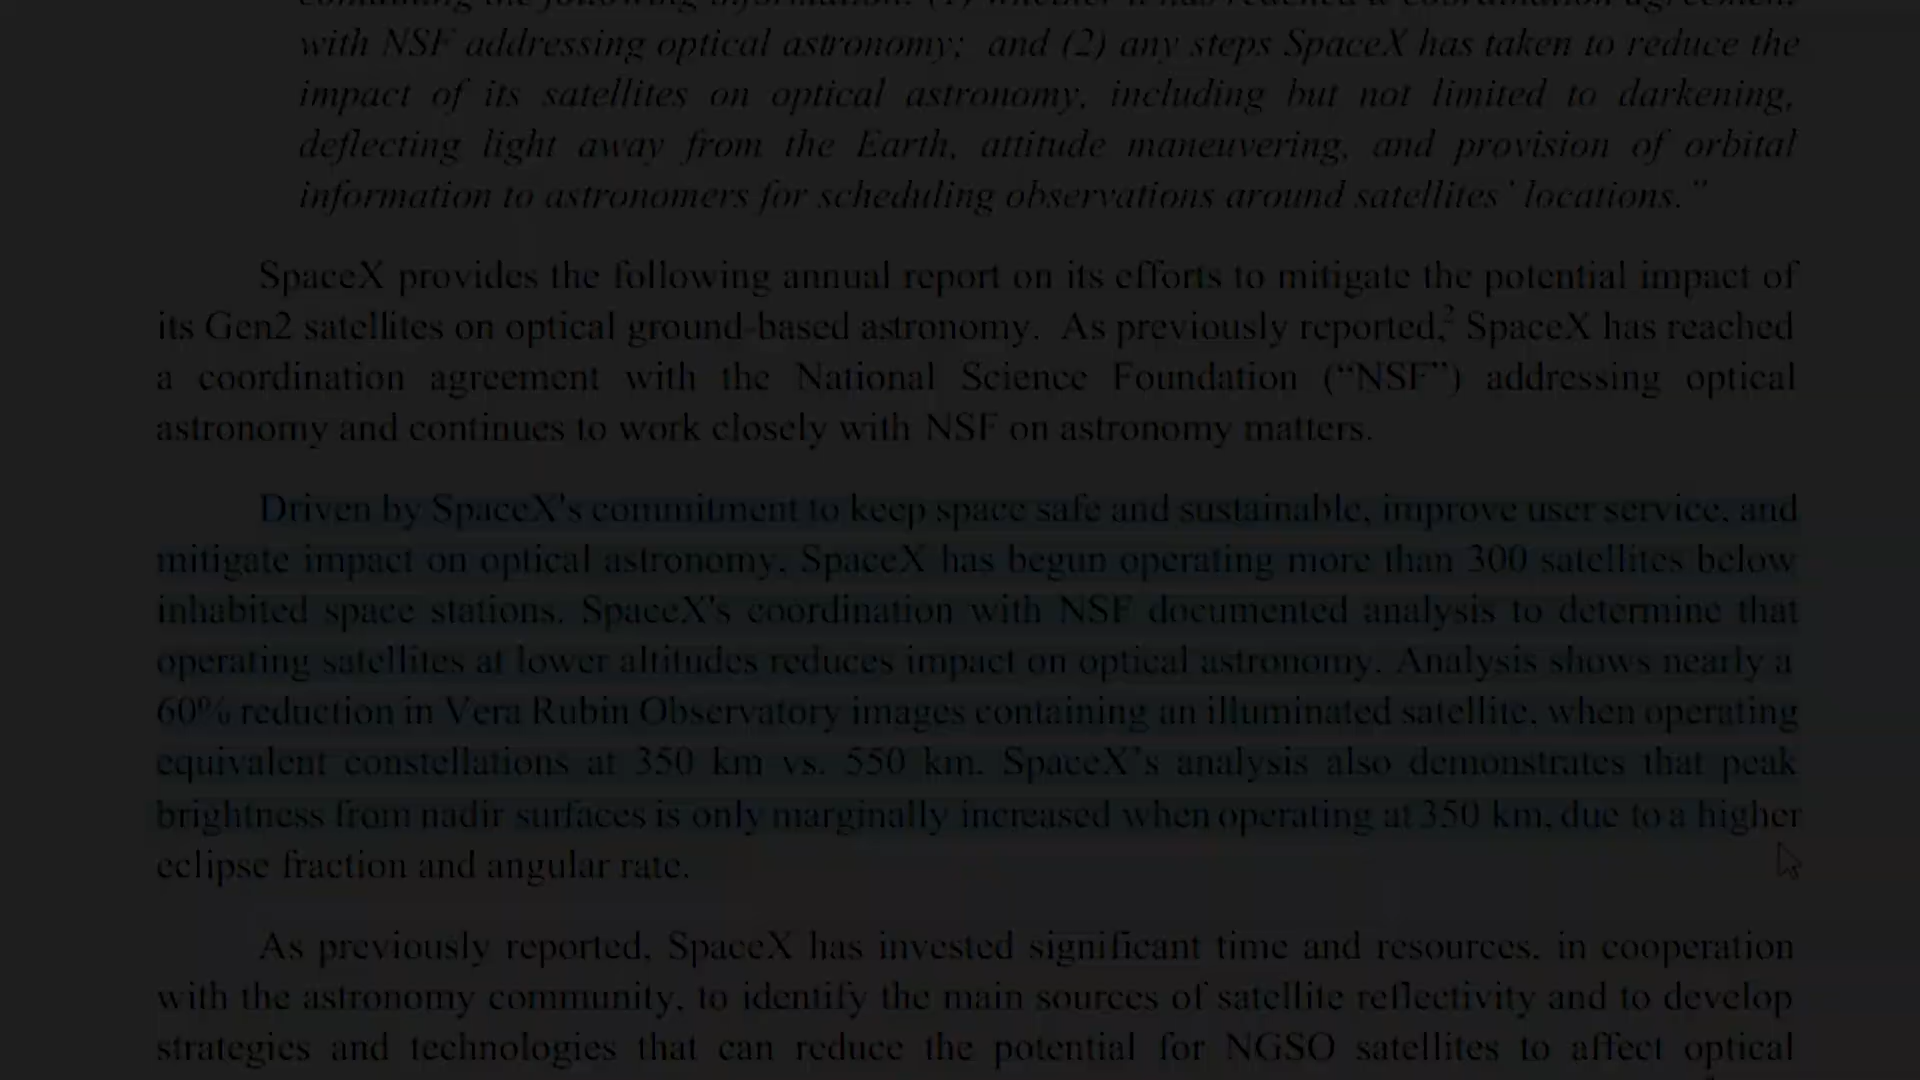 containing the following information: (1) whether it has reached a coordination agreement
with NSF addressing optical astronomy; and (2) any steps SpaceX has taken to reduce the
impact of its satellites on optical astronomy, including but not limited to darkening,
deflecting light away from the Earth, attitude maneuvering, and provision of orbital
information to astronomers for scheduling observations around satellites' locations."
SpaceX provides the following annual report on its efforts to mitigate the potential impact of
its Gen2 satellites on optical ground-based astronomy. As previously reported,² SpaceX has reached
a coordination agreement with the National Science Foundation (“NSF”) addressing optical
astronomy and continues to work closely with NSF on astronomy matters.
Driven by SpaceX's commitment to keep space safe and sustainable, improve user service, and
mitigate impact on optical astronomy, SpaceX has begun operating more than 300 satellites below
inhabited space stations. SpaceX's coordination with NSF documented analysis to determine that
operating satellites at lower altitudes reduces impact on optical astronomy. Analysis shows nearly a
60% reduction in Vera Rubin Observatory images containing an illuminated satellite, when operating
equivalent constellations at 350 km vs. 550 km. SpaceX’s analysis also demonstrates that peak
brightness from nadir surfaces is only marginally increased when operating at 350 km, due to a higher
eclipse fraction and angular rate.
As previously reported, SpaceX has invested significant time and resources, in cooperation
with the astronomy community, to identify the main sources of satellite reflectivity and to develop
strategies and technologies that can reduce the potential for NGSO satellites to affect optical